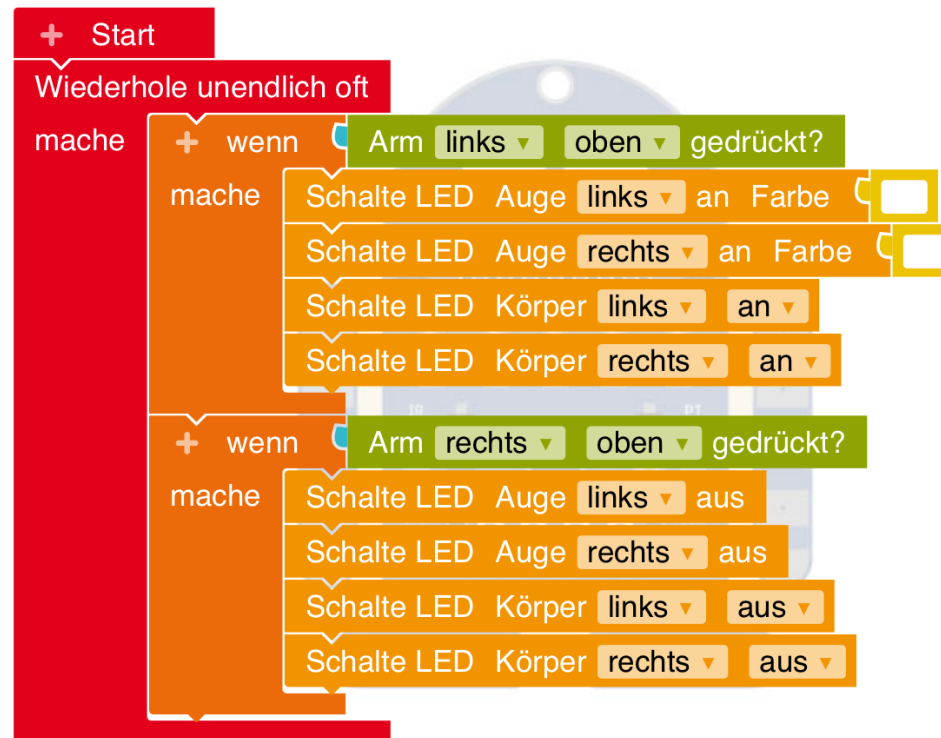 + Start
Wiederhole unendlich oft
mache + wenn Arm links oben gedrückt?
mache Schalte LED Auge links an Farbe
Schalte LED Auge rechts an Farbe
Schalte LED Körper links an
Schalte LED Körper rechts an
IR PT
+ wenn Arm rechts oben gedrückt?
mache Schalte LED Auge links aus
Schalte LED Auge rechts aus
Schalte LED Körper links aus
Schalte LED Körper rechts aus